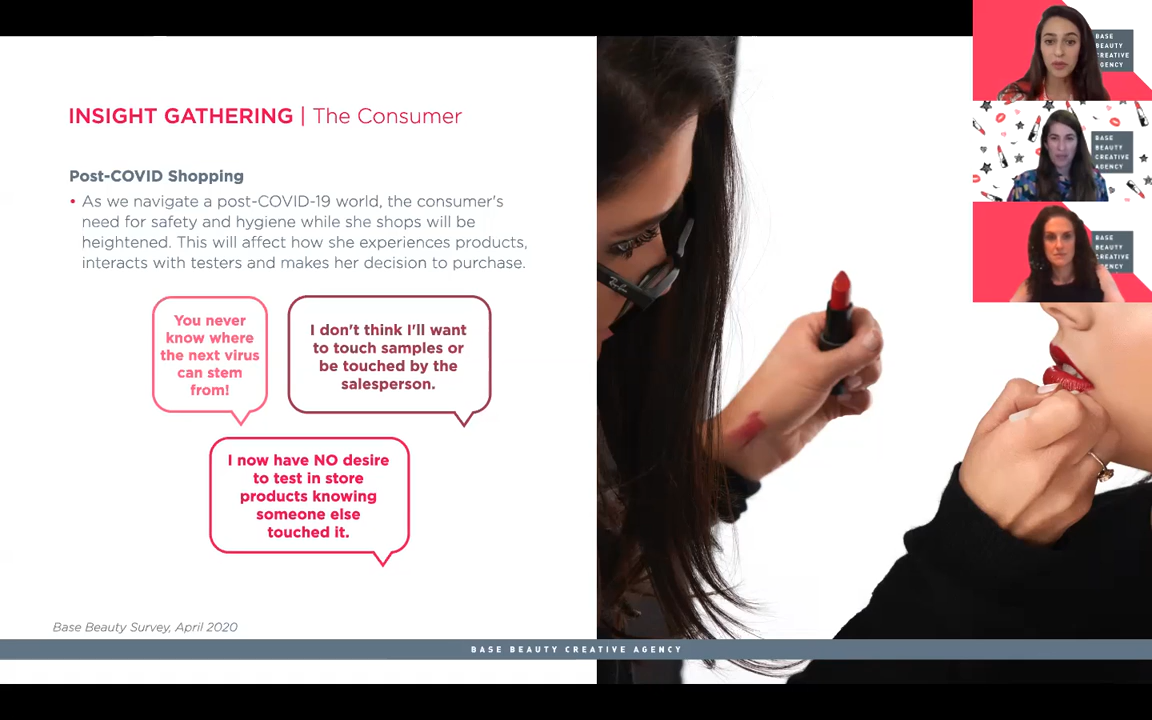 INSIGHT GATHERING | The Consumer
Post-COVID Shopping
• As we navigate a post-COVID-19 world, the consumer's
need for safety and hygiene while she shops will be
heightened. This will affect how she experiences products,
interacts with testers and makes her decision to purchase.
You never
know where
the next virus
can stem
from!
I don't think I'll want
to touch samples or
be touched by the
salesperson.
I now have NO desire
to test in store
products knowing
someone else
touched it.
Base Beauty Survey, April 2020
BASE BEAUTY CREATIVE AGENCY
BASE
BEAUTY
CREATIVE
AGENCY
BASE
BEAUTY
CREATIVE
AGENCY
BASE
BEAUTY
CREATIVE
AGENCY